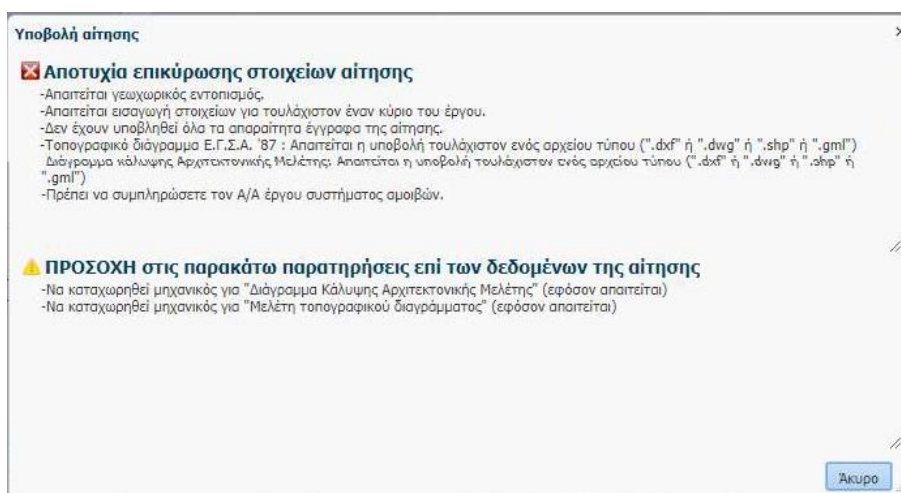 Υποβολή αίτησης
Αποτυχία επικύρωσης στοιχείων αίτησης
-Απαιτείται γεωχωρικός εντοπισμός.
-Απαιτείται εισαγωγή στοιχείων για τουλάχιστον έναν κύριο του έργου.
-Δεν έχουν υποβληθεί όλα τα απαραίτητα έγγραφα της αίτησης.
-Τοπογραφικό διάγραμμα Ε.Γ.Σ.Α. '87 : Απαιτείται η υποβολή τουλάχιστον ενός αρχείου τύπου (".dxf" ή ".dwg" ή ".shp" ή ".gml")
Διάγραμμα κάλυψης Αρχιτεκτονικής Μελέτης: Απαιτείται η υποβολή τουλάχιστον ενός αρχείου τύπου (".dxf" ή ".dwg" ή ".shp" ή
".gml")
-Πρέπει να συμπληρώσετε τον Α/Α έργου συστήματος αμοιβών.
ΠΡΟΣΟΧΗ στις παρακάτω παρατηρήσεις επί των δεδομένων της αίτησης
-Να καταχωρηθεί μηχανικός για "Διάγραμμα Κάλυψης Αρχιτεκτονικής Μελέτης" (εφόσον απαιτείται)
-Να καταχωρηθεί μηχανικός για "Μελέτη τοπογραφικού διαγράμματος" (εφόσον απαιτείται)
Άκυρο